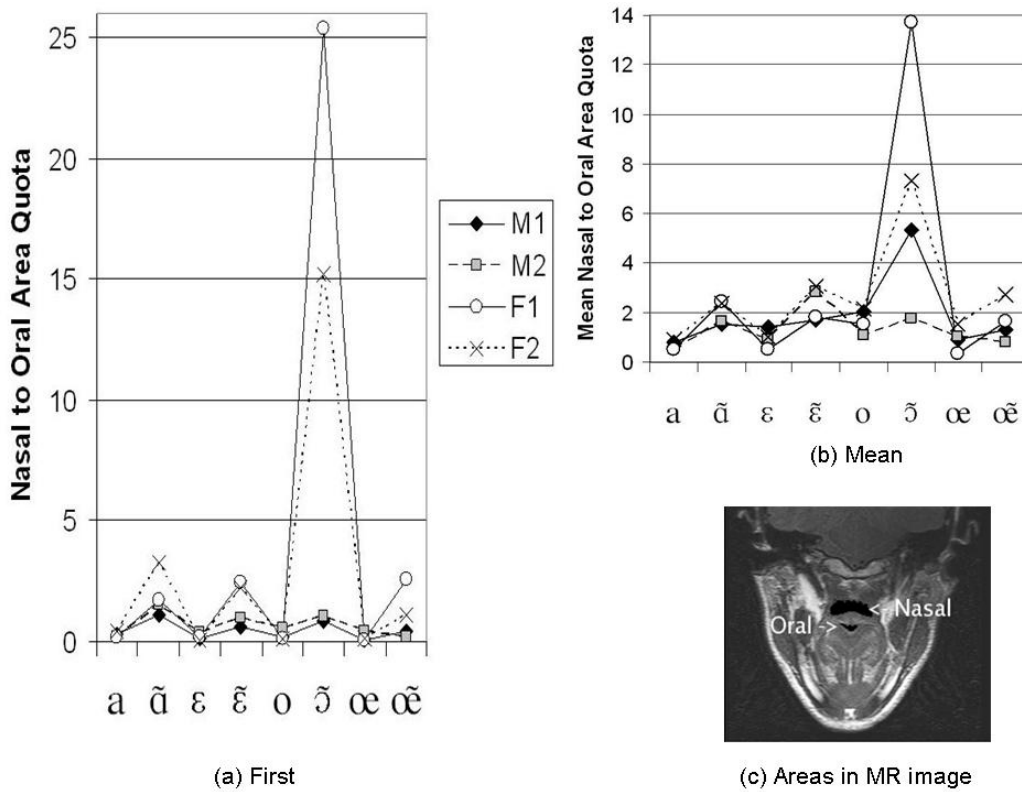 Nasal to Oral Area Quota
25
20
15
10
5
0
a ɑ̃ ε ε̃ o ɔ̃ œ œ̃
(a) First
M1
M2
F1
F2
Mean Nasal to Oral Area Quota
14
12
10
8
6
4
2
0
a ɑ̃ ε ε̃ o ɔ̃ œ œ̃
(b) Mean
<- Nasal
Oral ->
(c) Areas in MR image